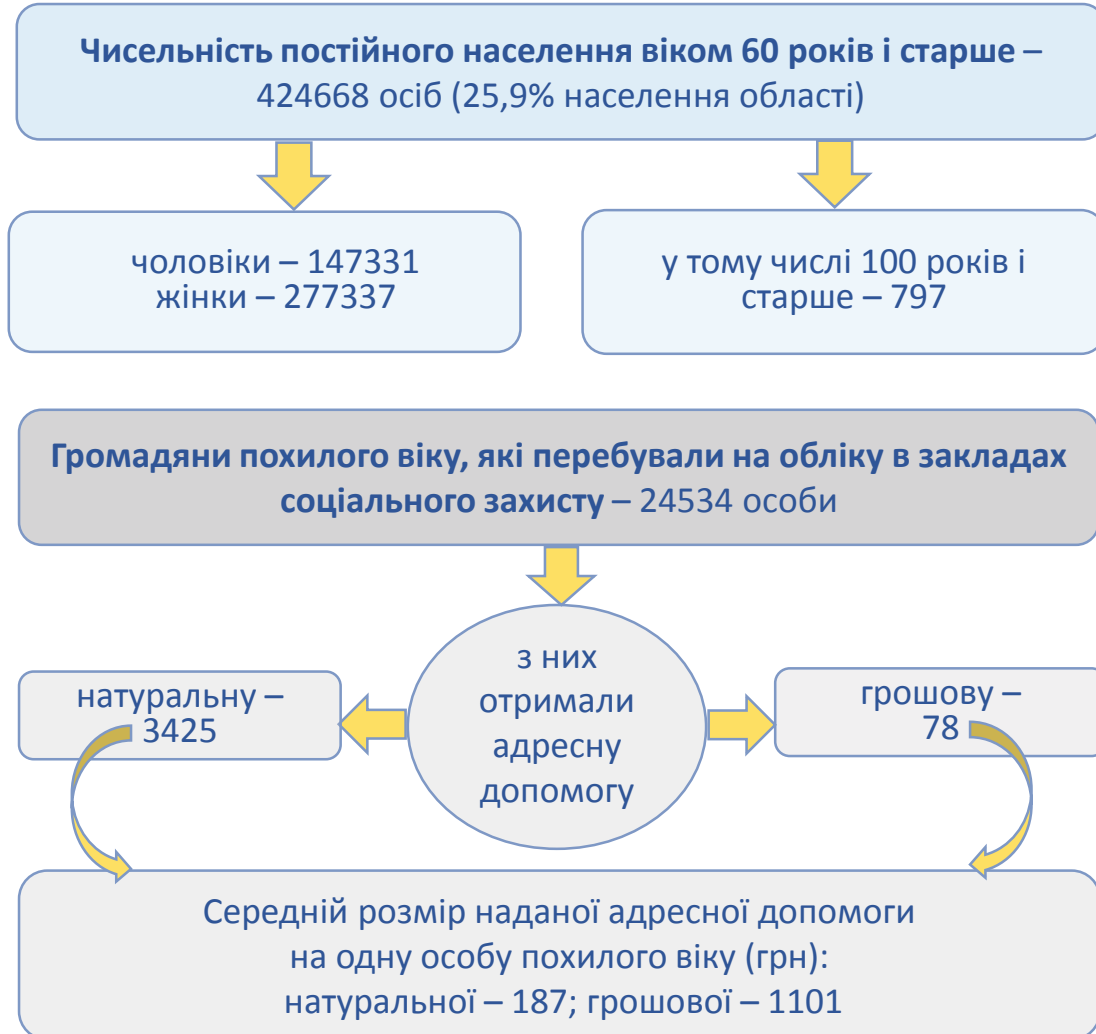 Чисельність постійного населення віком 60 років і старше –
424668 осіб (25,9% населення області)
чоловіки – 147331
жінки – 277337
у тому числі 100 років і
старше – 797
Громадяни похилого віку, які перебували на обліку в закладах
соціального захисту – 24534 особи
з них
отримали
адресну
допомогу
натуральну –
3425
грошову –
78
Середній розмір наданої адресної допомоги
на одну особу похилого віку (грн):
натуральної – 187; грошової – 1101